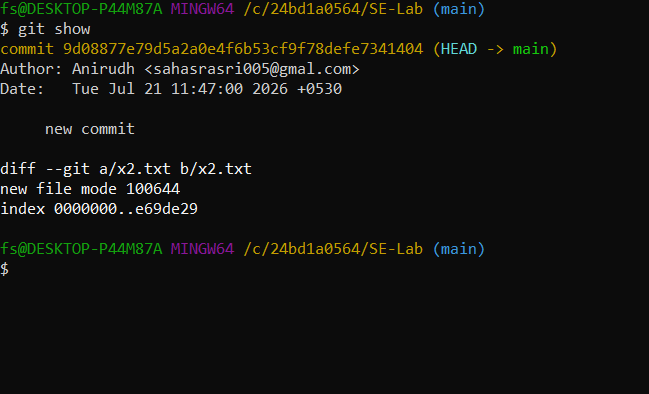 fs@DESKTOP-P44M87A MINGW64 /c/24bd1a0564/SE-Lab (main)
$ git show
commit 9d08877e79d5a2a0e4f6b53cf9f78defe7341404 (HEAD -> main)
Author: Anirudh <sahasrasri005@gmal.com>
Date:   Tue Jul 21 11:47:00 2026 +0530
new commit
diff --git a/x2.txt b/x2.txt
new file mode 100644
index 0000000..e69de29
fs@DESKTOP-P44M87A MINGW64 /c/24bd1a0564/SE-Lab (main)
$